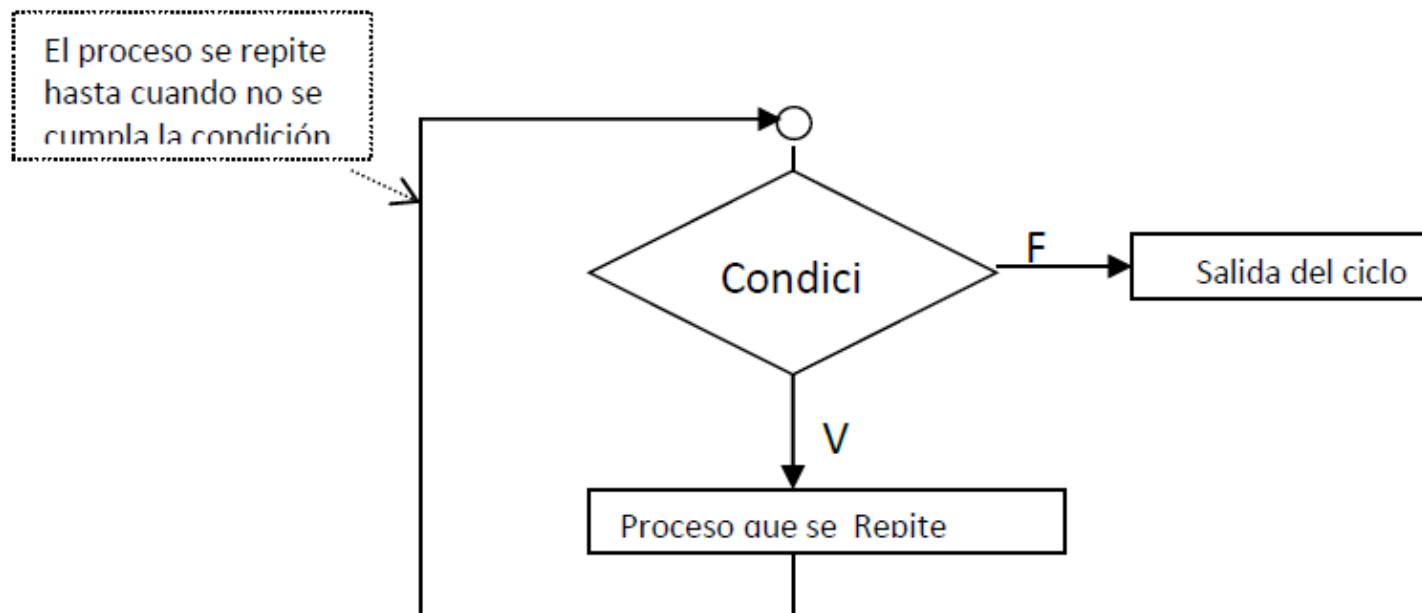 El proceso se repite
hasta cuando no se
cumpla la condición
Condici
F
Salida del ciclo
V
Proceso que se Repite